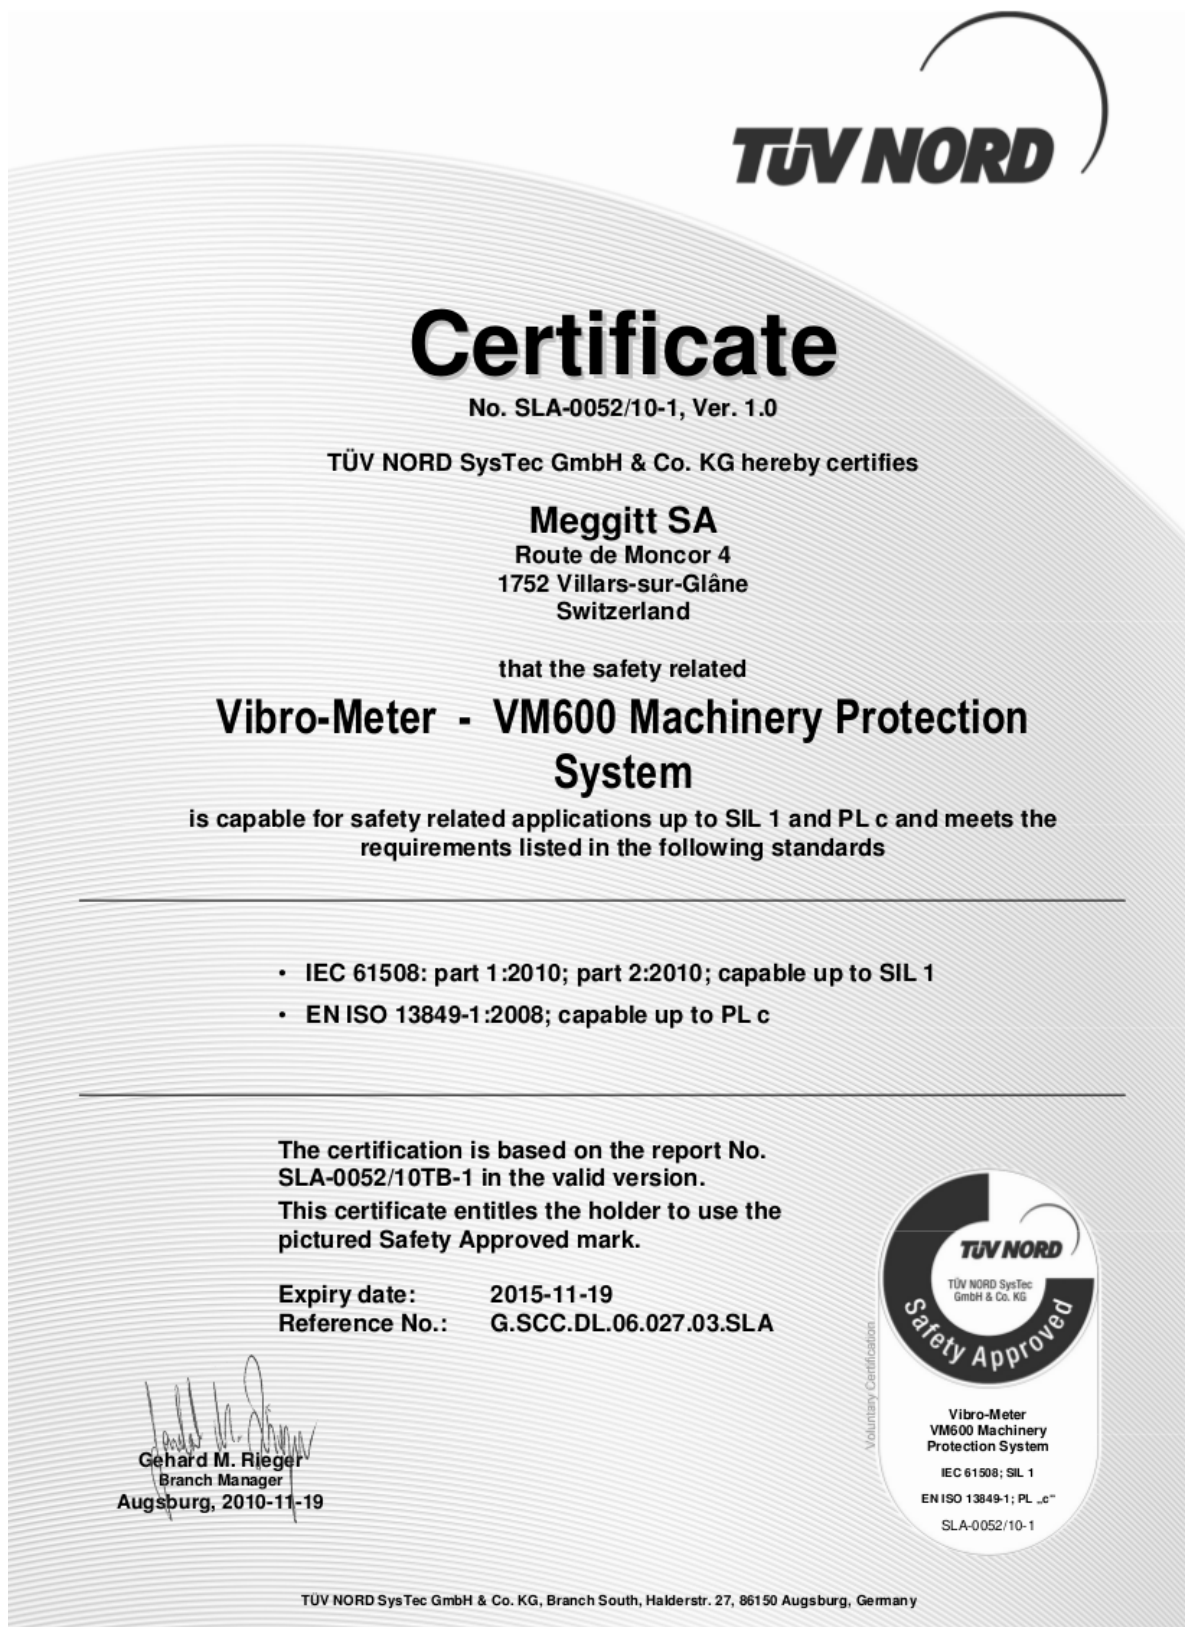 TÜV NORD
Certificate
No. SLA-0052/10-1, Ver. 1.0
TÜV NORD SysTec GmbH & Co. KG hereby certifies
Meggitt SA
Route de Moncor 4
1752 Villars-sur-Glâne
Switzerland
that the safety related
Vibro-Meter - VM600 Machinery Protection
System
is capable for safety related applications up to SIL 1 and PL c and meets the
requirements listed in the following standards
• IEC 61508: part 1:2010; part 2:2010; capable up to SIL 1
• EN ISO 13849-1:2008; capable up to PL c
The certification is based on the report No.
SLA-0052/10TB-1 in the valid version.
This certificate entitles the holder to use the
pictured Safety Approved mark.
Expiry date: 2015-11-19
Reference No.: G.SCC.DL.06.027.03.SLA
Gehard M. Rieger
Branch Manager
Augsburg, 2010-11-19
TÜV NORD
TÜV NORD SysTec
GmbH & Co. KG
Safety Approved
Voluntary Certification
Vibro-Meter
VM600 Machinery
Protection System
IEC 61508; SIL 1
EN ISO 13849-1; PL „c“
SLA-0052/10-1
TÜV NORD SysTec GmbH & Co. KG, Branch South, Halderstr. 27, 86150 Augsburg, Germany